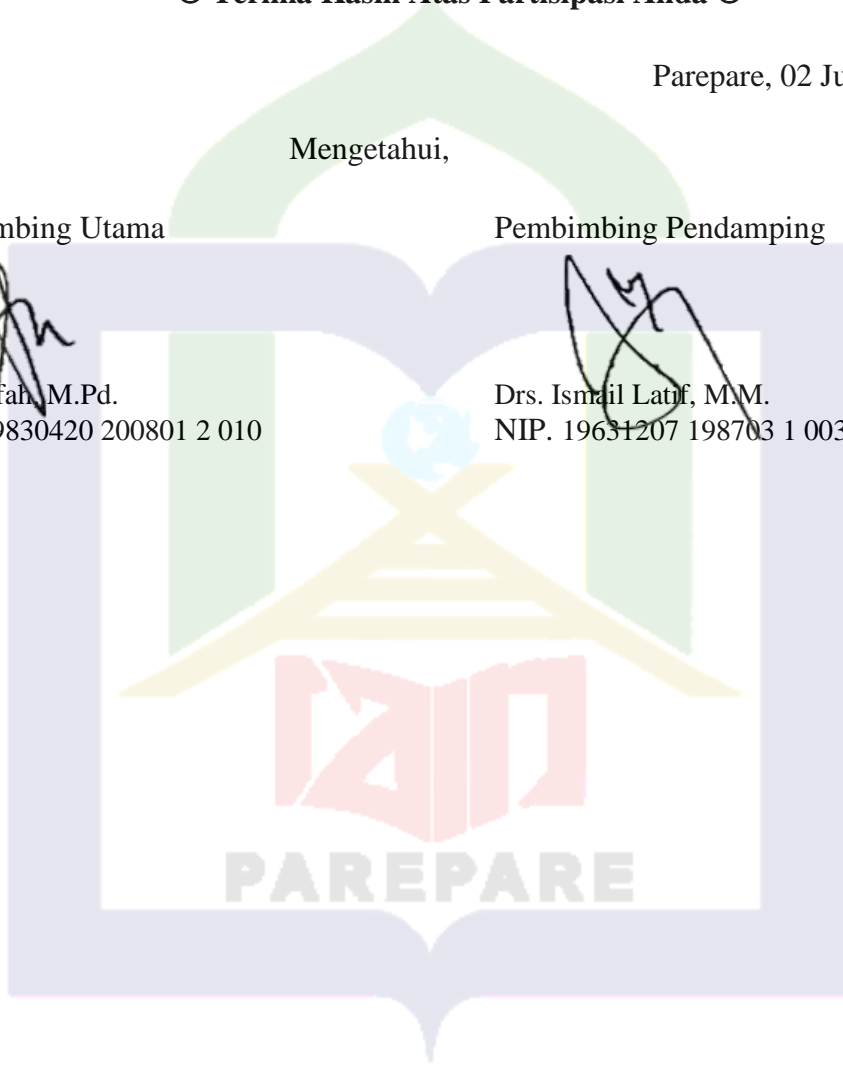 ☺ Terima Kasih Atas Partisipasi Anda ☺
Parepare, 02 Ju
Mengetahui,
mbing Utama
Pembimbing Pendamping
fah, M.Pd.
Drs. Ismail Latif, M.M.
9830420 200801 2 010
NIP. 19631207 198703 1 003
iain
PAREPARE